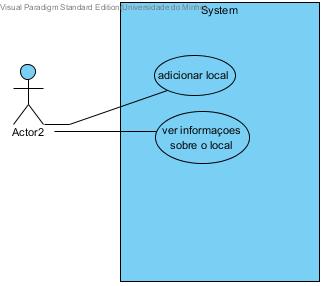 Visual Paradigm Standard Edition(Universidade do Minho)
System
adicionar local
Actor2
ver informaçoes
sobre o local